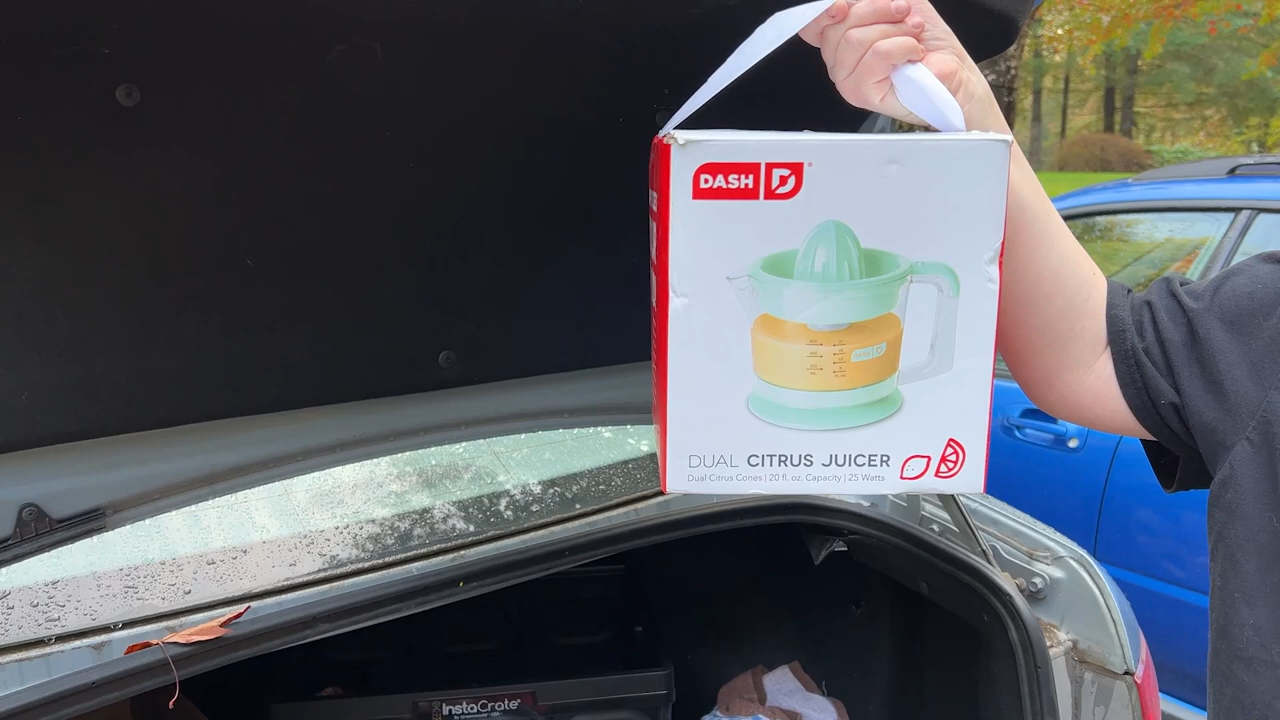 DASH
DUAL CITRUS JUICER
Dual Citrus Cones | 20 fl. oz. Capacity | 25 Watts
InstaCrate